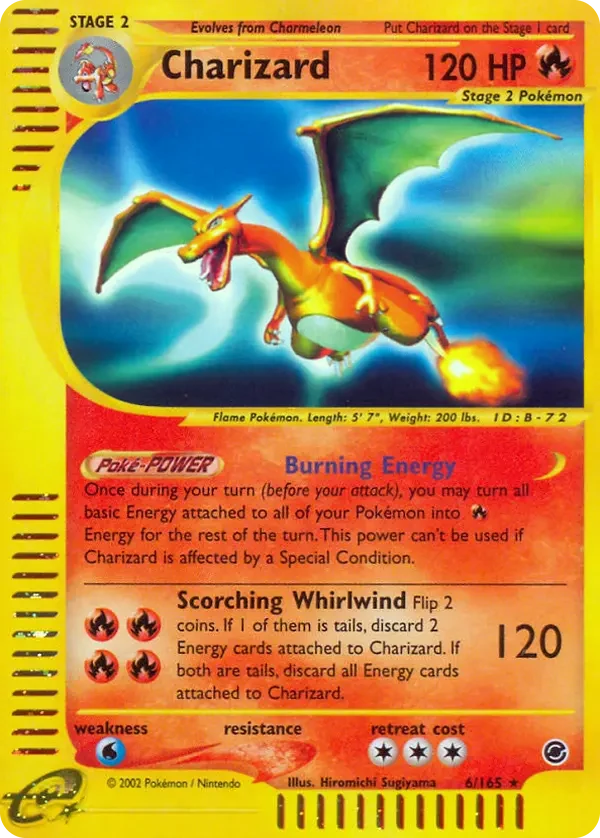 STAGE 2
Evolves from Charmeleon
Put Charizard on the Stage 1 card
Charizard
120 HP
Stage 2 Pokémon
Flame Pokémon. Length: 5' 7", Weight: 200 lbs. ID: B-72
Poké-POWER Burning Energy
Once during your turn (before your attack), you may turn all
basic Energy attached to all of your Pokémon into
Energy for the rest of the turn. This power can't be used if
Charizard is affected by a Special Condition.
Scorching Whirlwind Flip 2
coins. If 1 of them is tails, discard 2
Energy cards attached to Charizard. If
both are tails, discard all Energy cards
attached to Charizard.
120
weakness resistance retreat cost
© 2002 Pokémon / Nintendo Illus. Hiromichi Sugiyama 6/165 ★
e